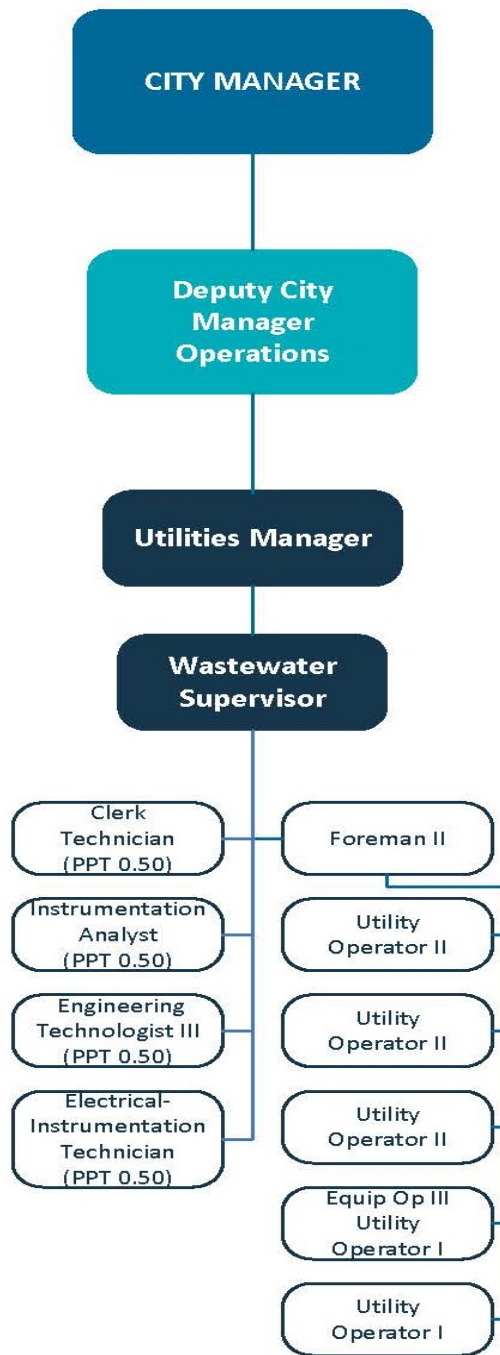 CITY MANAGER
Deputy City
Manager
Operations
Utilities Manager
Wastewater
Supervisor
Clerk
Technician
(PPT 0.50)
Foreman II
Instrumentation
Analyst
(PPT 0.50)
Utility
Operator II
Engineering
Technologist III
(PPT 0.50)
Utility
Operator II
Electrical-
Instrumentation
Technician
(PPT 0.50)
Utility
Operator II
Equip Op III
Utility
Operator I
Utility
Operator I